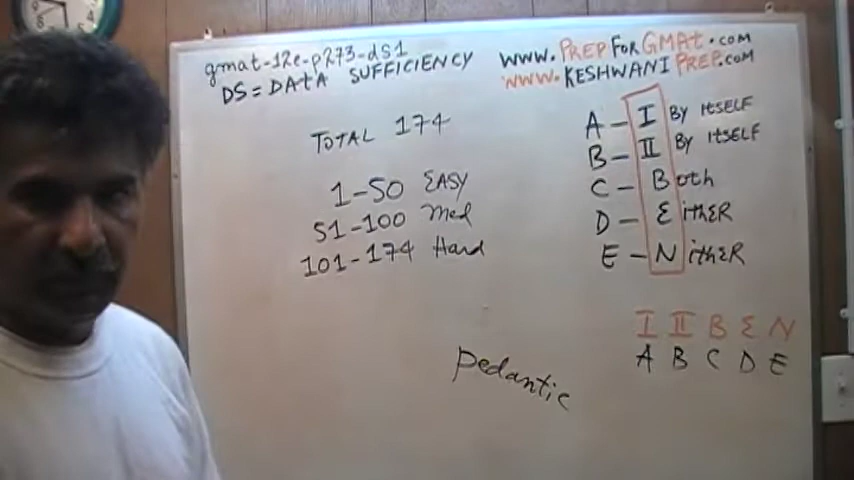 gmat-12e-p273-ds1
DS = DATA SUFFICIENCY
www.PREPFORGMAT.com
www.KESHWANIPREP.com
TOTAL 174
1-50 EASY
51-100 Med
101-174 Hard
A - I BY ITSELF
B - II BY ITSELF
C - Both
D - EITHER
E - NITHER
I II B E N
A B C D E
Pedantic